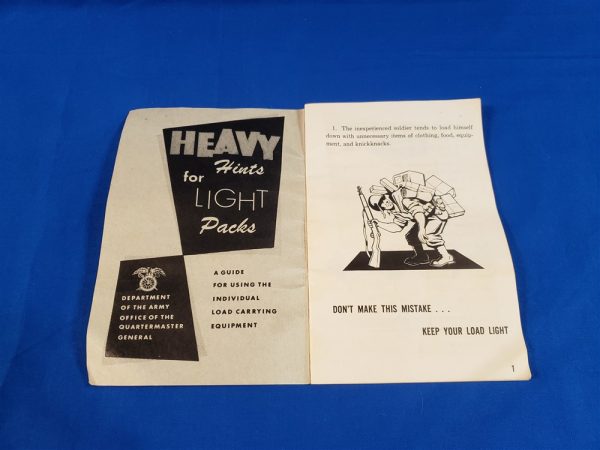 HEAVY
Hints
for
LIGHT
Packs
DEPARTMENT
OF THE ARMY
OFFICE OF THE
QUARTERMASTER
GENERAL
A GUIDE
FOR USING THE
INDIVIDUAL
LOAD CARRYING
EQUIPMENT
1. The inexperienced soldier tends to load himself
down with unnecessary items of clothing, food, equip-
ment, and knickknacks.
DON'T MAKE THIS MISTAKE . . .
KEEP YOUR LOAD LIGHT
1